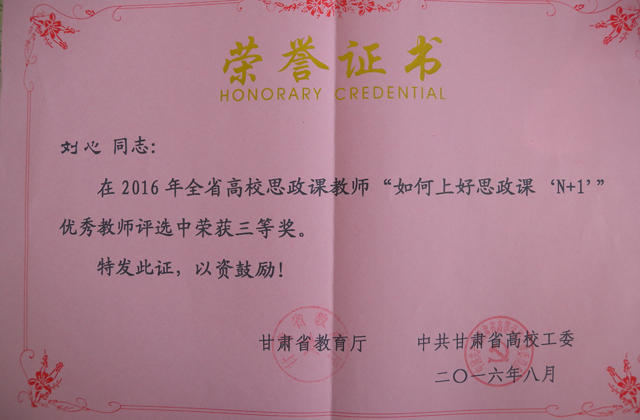 荣誉证书
HONORARY CREDENTIAL
刘心 同志：
在2016年全省高校思政课教师“如何上好思政课‘N+1’”
优秀教师评选中荣获三等奖。
特发此证，以资鼓励！
甘肃省教育厅 中共甘肃省高校工委
二〇一六年八月